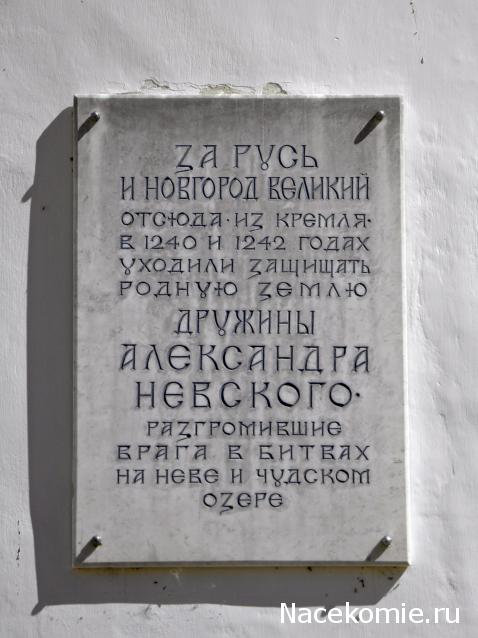 ЗА РУСЬ
И НОВГОРОД ВЕЛИКИЙ
ОТСЮДА·ИЗ КРЕМЛЯ·
В 1240 И 1242 ГОДАХ
УХОДИЛИ ЗАЩИЩАТЬ
РОДНУЮ ЗЕМЛЮ
ДРУЖИНЫ
АЛЕКСАНДРА
НЕВСКОГО·
РАЗГРОМИВШИЕ
ВРАГА В БИТВАХ
НА НЕВЕ И ЧУДСКОМ
ОЗЕРЕ
Nacekomie.ru